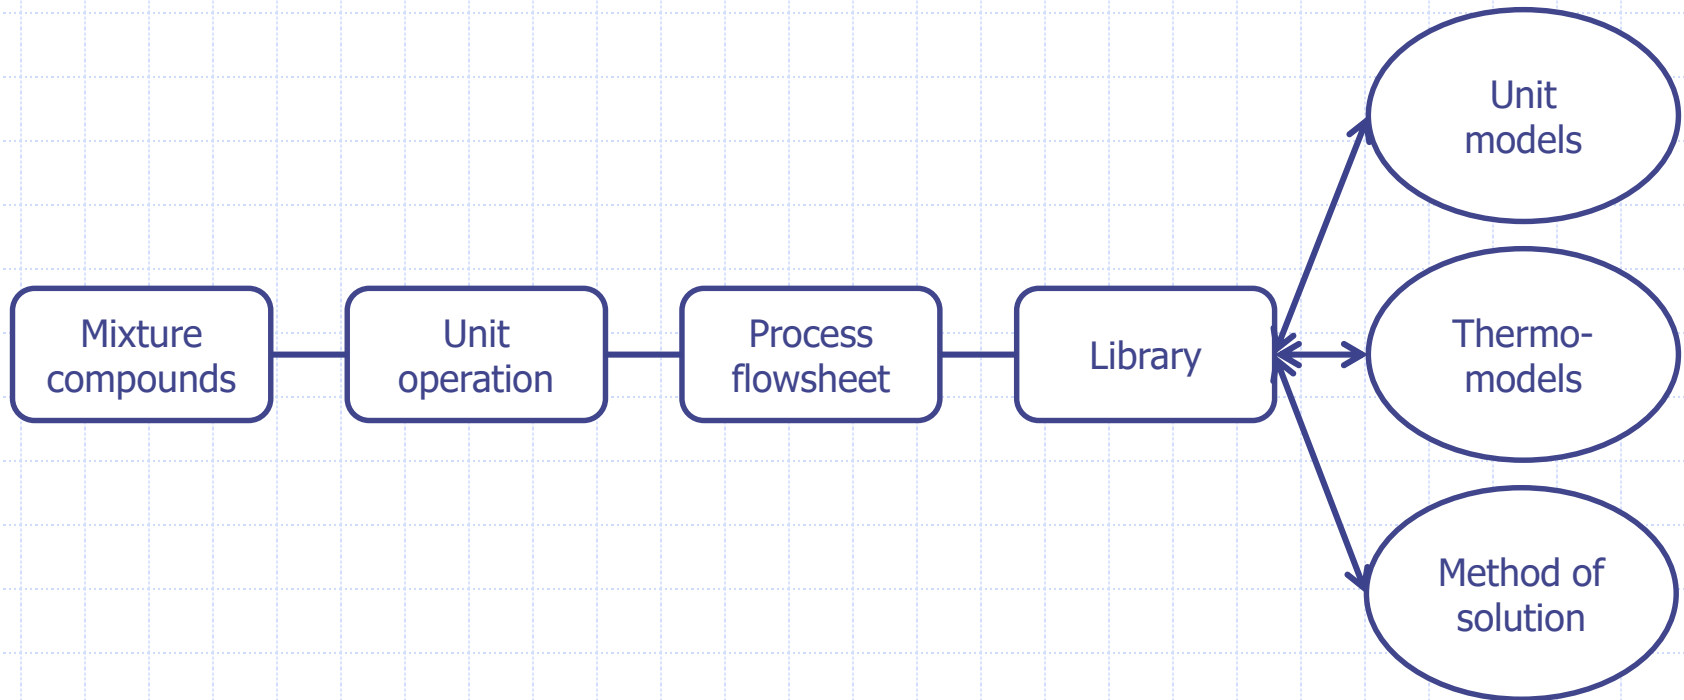 Mixture
compounds
Unit
operation
Process
flowsheet
Library
Unit
models
Thermo-
models
Method of
solution